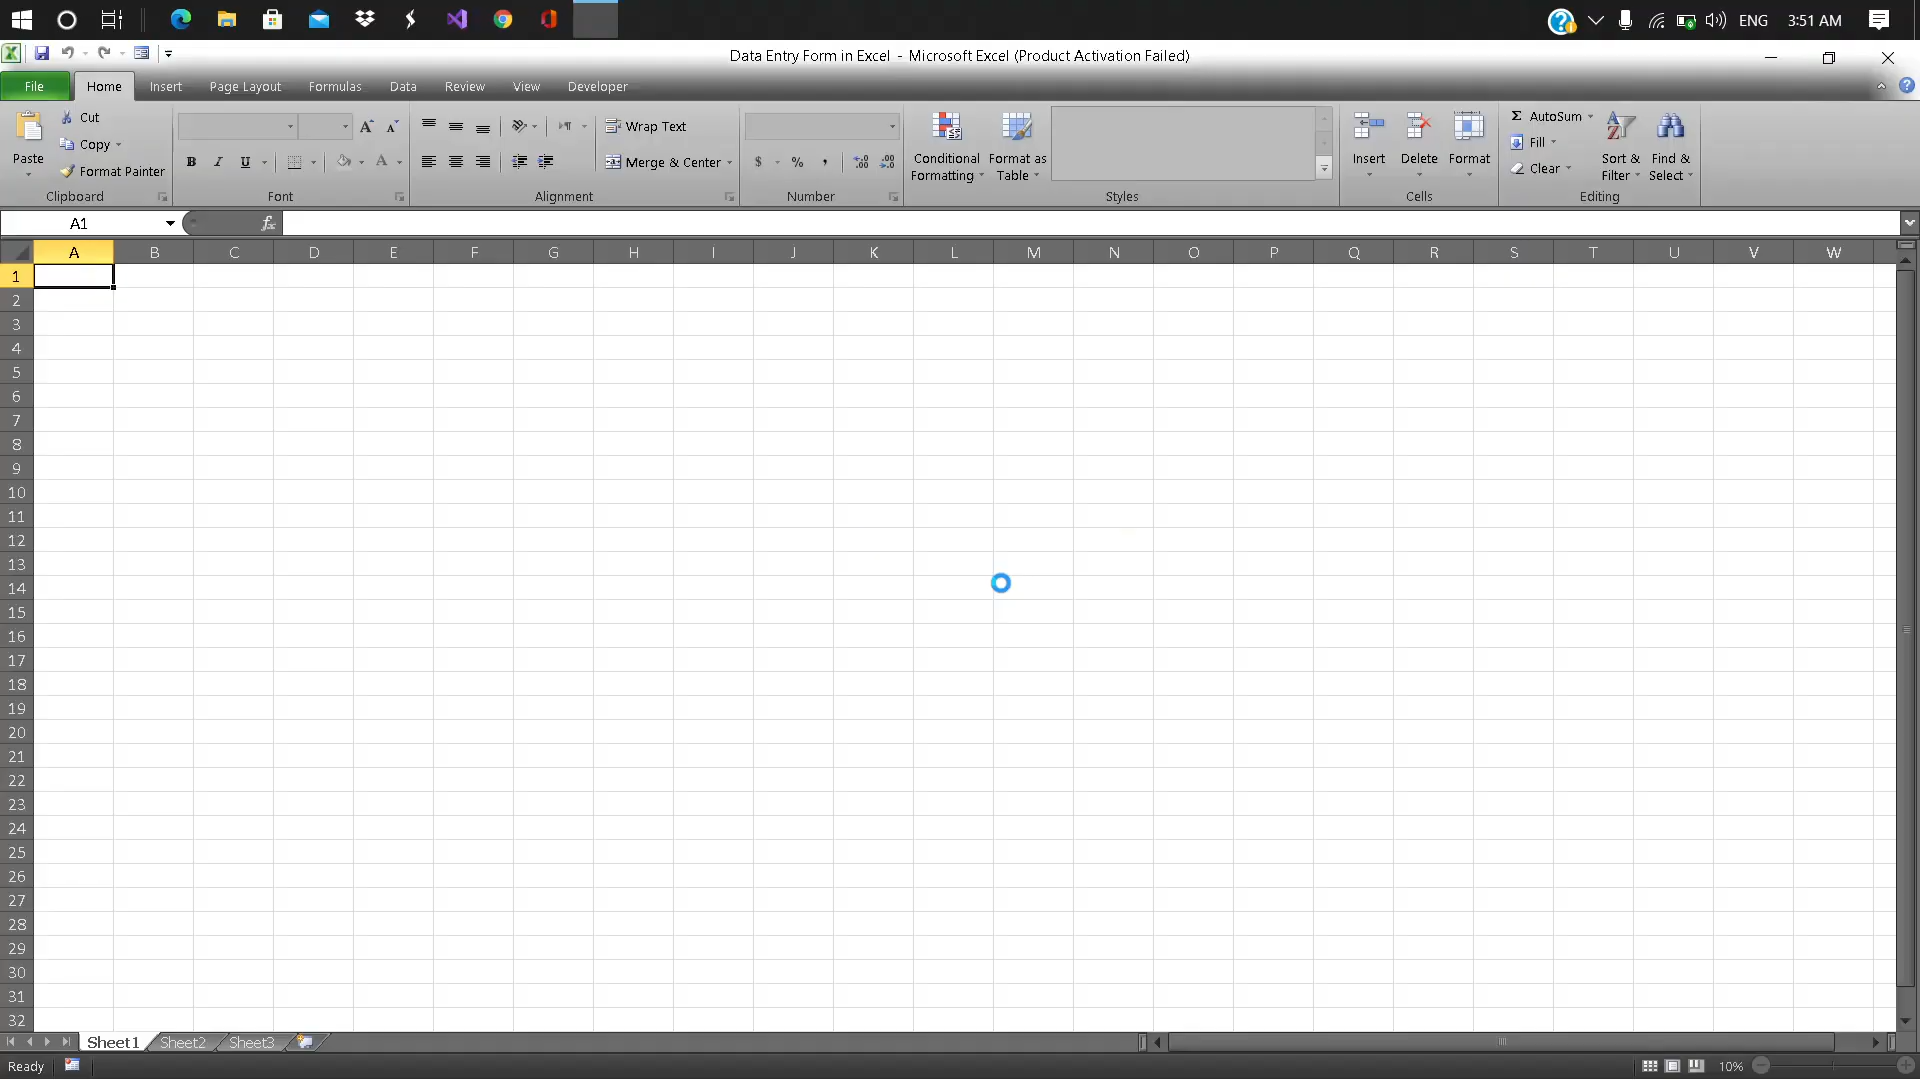 ENG 3:51 AM
Data Entry Form in Excel - Microsoft Excel (Product Activation Failed)
File Home Insert Page Layout Formulas Data Review View Developer
Paste Cut
Copy
Format Painter
Clipboard
B I U A
Font
Wrap Text
Merge & Center
Alignment
$ % ,
Number
Conditional Formatting
Format as Table
Styles
Insert Delete Format
Cells
Σ AutoSum
Fill
Clear
Sort & Filter
Find & Select
Editing
A1 fx
A B C D E F G H I J K L M N O P Q R S T U V W
1
2
3
4
5
6
7
8
9
10
11
12
13
14
15
16
17
18
19
20
21
22
23
24
25
26
27
28
29
30
31
32
Sheet1 Sheet2 Sheet3
Ready 10%